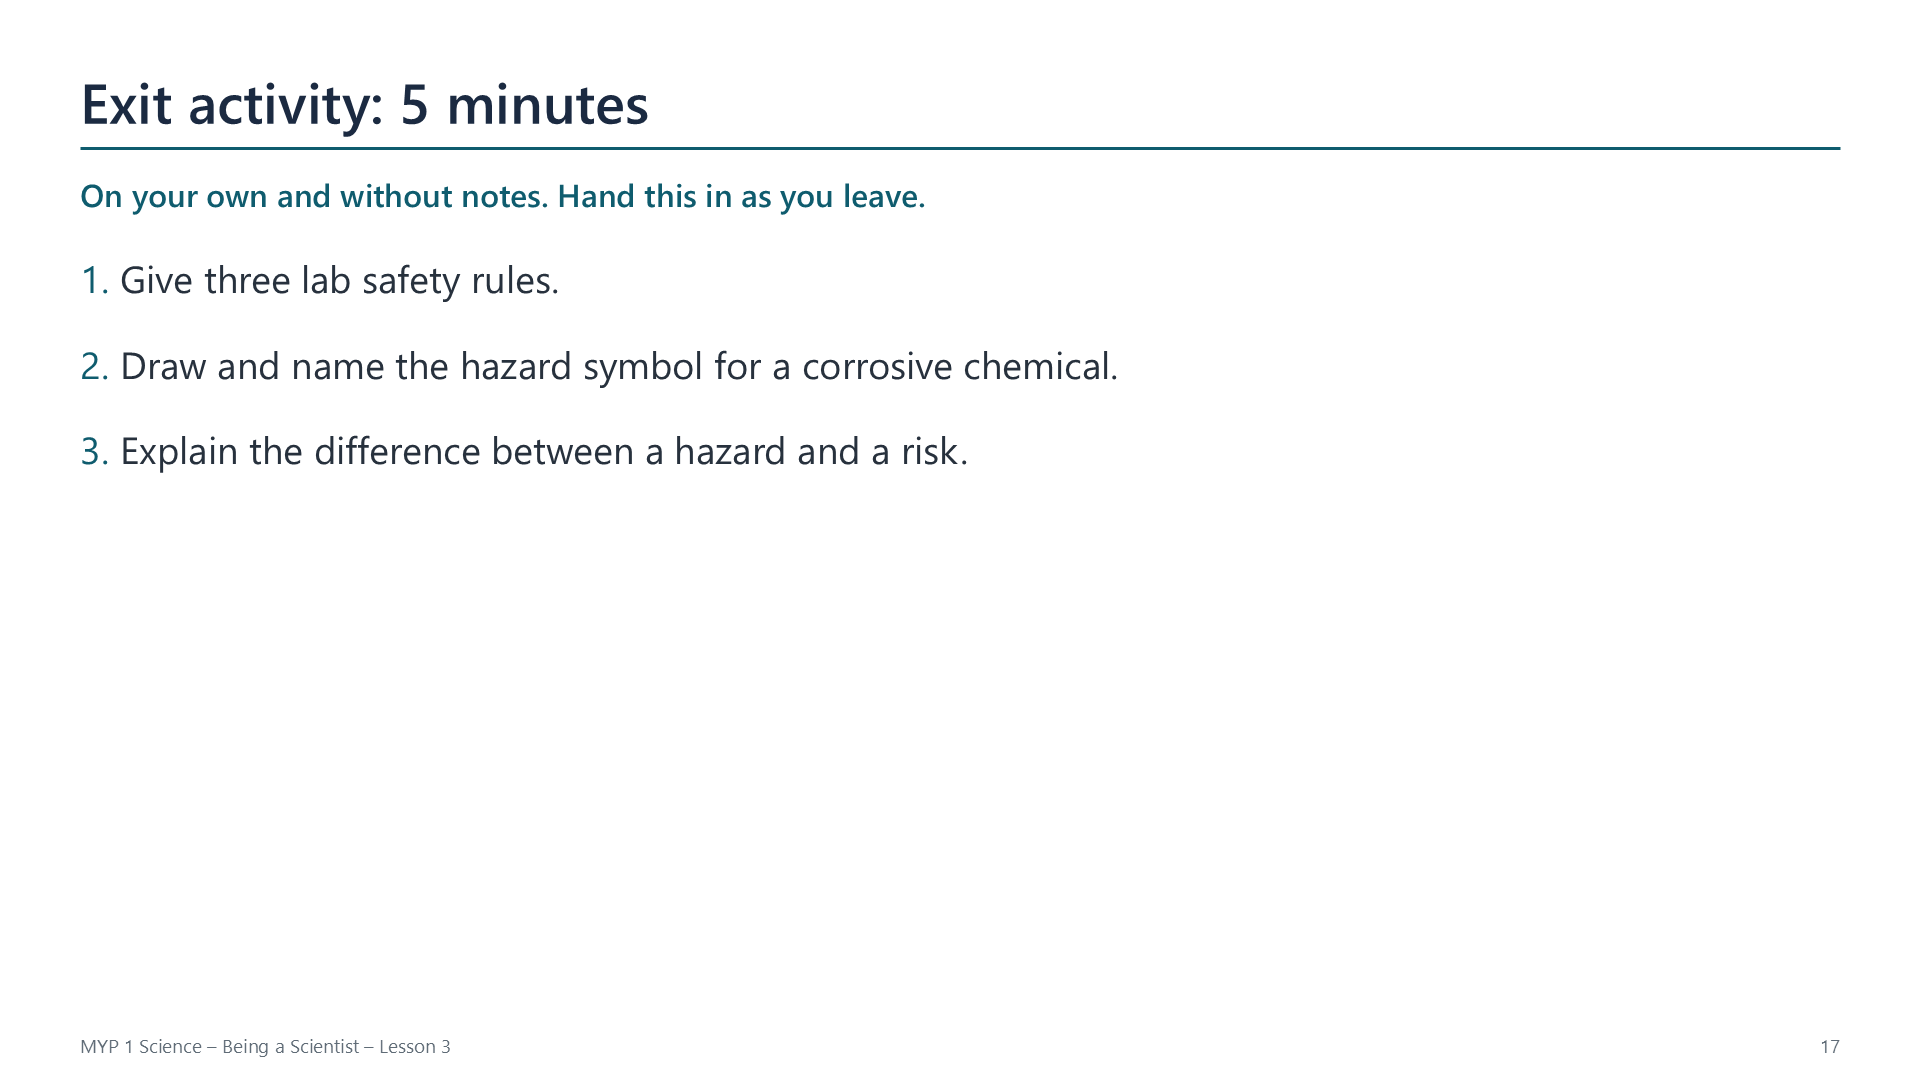 Exit activity: 5 minutes
On your own and without notes. Hand this in as you leave.
1. Give three lab safety rules.
2. Draw and name the hazard symbol for a corrosive chemical.
3. Explain the difference between a hazard and a risk.
MYP 1 Science – Being a Scientist – Lesson 3
17